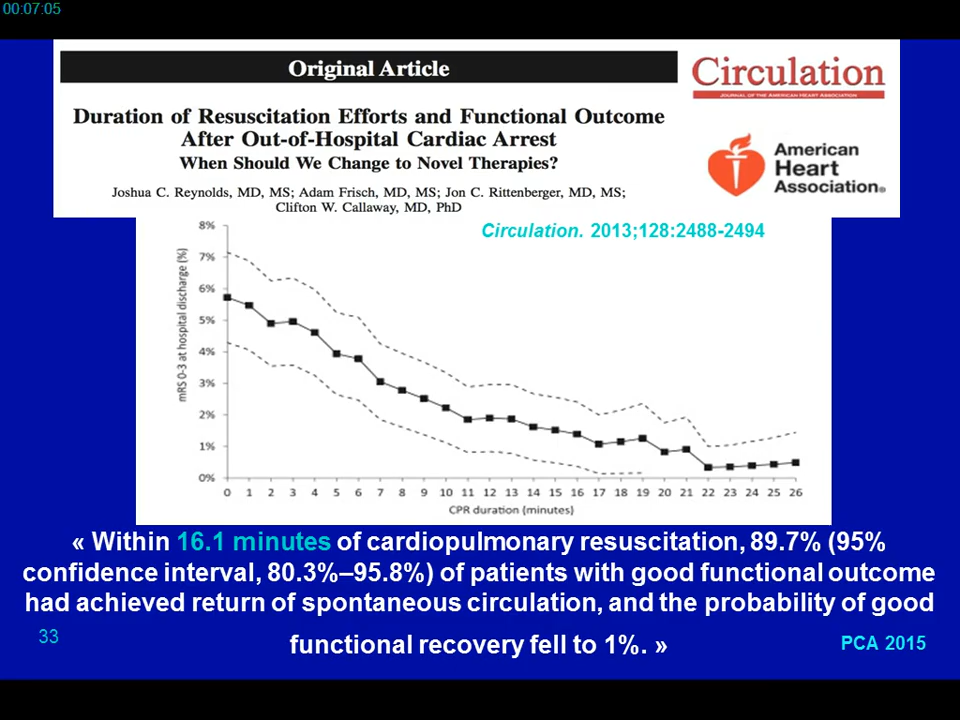 00:07:05
Original Article
Circulation
JOURNAL OF THE AMERICAN HEART ASSOCIATION
Duration of Resuscitation Efforts and Functional Outcome
After Out-of-Hospital Cardiac Arrest
When Should We Change to Novel Therapies?
Joshua C. Reynolds, MD, MS; Adam Frisch, MD, MS; Jon C. Rittenberger, MD, MS;
Clifton W. Callaway, MD, PhD
American
Heart
Association®
Circulation. 2013;128:2488-2494
mRS 0-3 at hospital discharge (%)
8%
7%
6%
5%
4%
3%
2%
1%
0%
0 1 2 3 4 5 6 7 8 9 10 11 12 13 14 15 16 17 18 19 20 21 22 23 24 25 26
CPR duration (minutes)
« Within 16.1 minutes of cardiopulmonary resuscitation, 89.7% (95%
confidence interval, 80.3%–95.8%) of patients with good functional outcome
had achieved return of spontaneous circulation, and the probability of good
functional recovery fell to 1%. »
33
PCA 2015